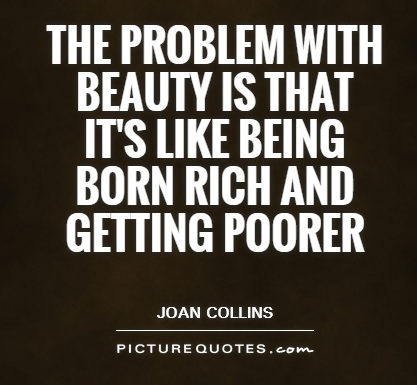 THE PROBLEM WITH
BEAUTY IS THAT
IT'S LIKE BEING
BORN RICH AND
GETTING POORER
JOAN COLLINS
PICTUREQUOTES.com